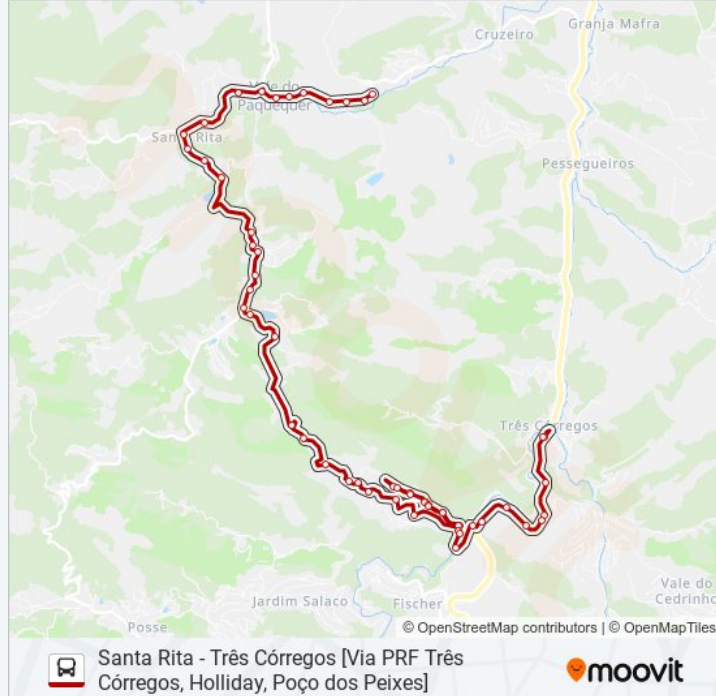 Granja Mafra
Cruzeiro
Vale do
Paquequer
Santa Rita
Pessegueiros
Três Córregos
Vale do
Cedrinho
Jardim Salaco
Fischer
Posse
© OpenStreetMap contributors | © OpenMapTiles
Santa Rita - Três Córregos [Via PRF Três
Córregos, Holliday, Poço dos Peixes]
moovit